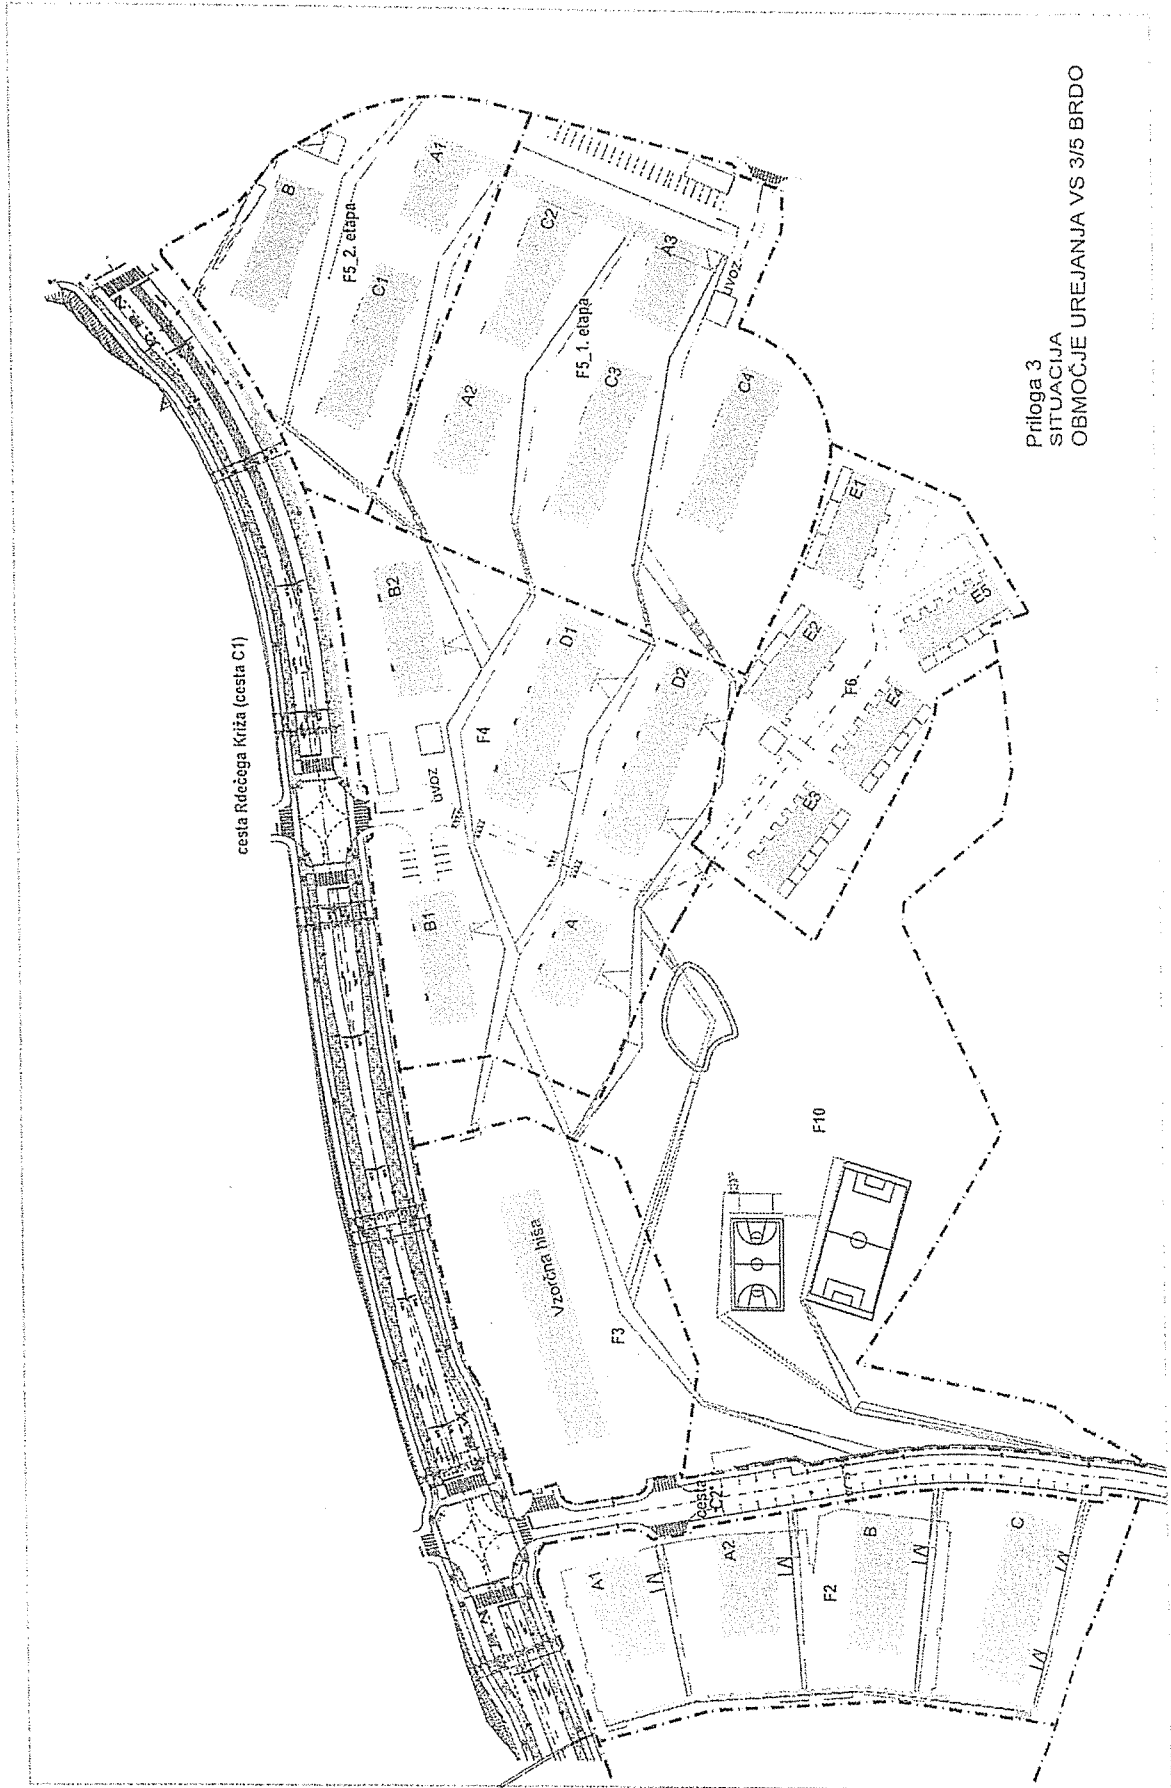 Priloga 3
SITUACIJA
OBMOČJE UREJANJA VS 3/5 BRDO
cesta Rdečega Križa (cesta C1)
B
A1
F5_2. etapa
C1
C2
A3
uvoz
F5_1. etapa
A2
C3
C4
B2
D1
D2
F4
uvoz
B1
A
E1
E2
E5
F6
E4
E3
F10
Vzorčna hiša
F3
cesta
C2
A1
A2
B
F2
C